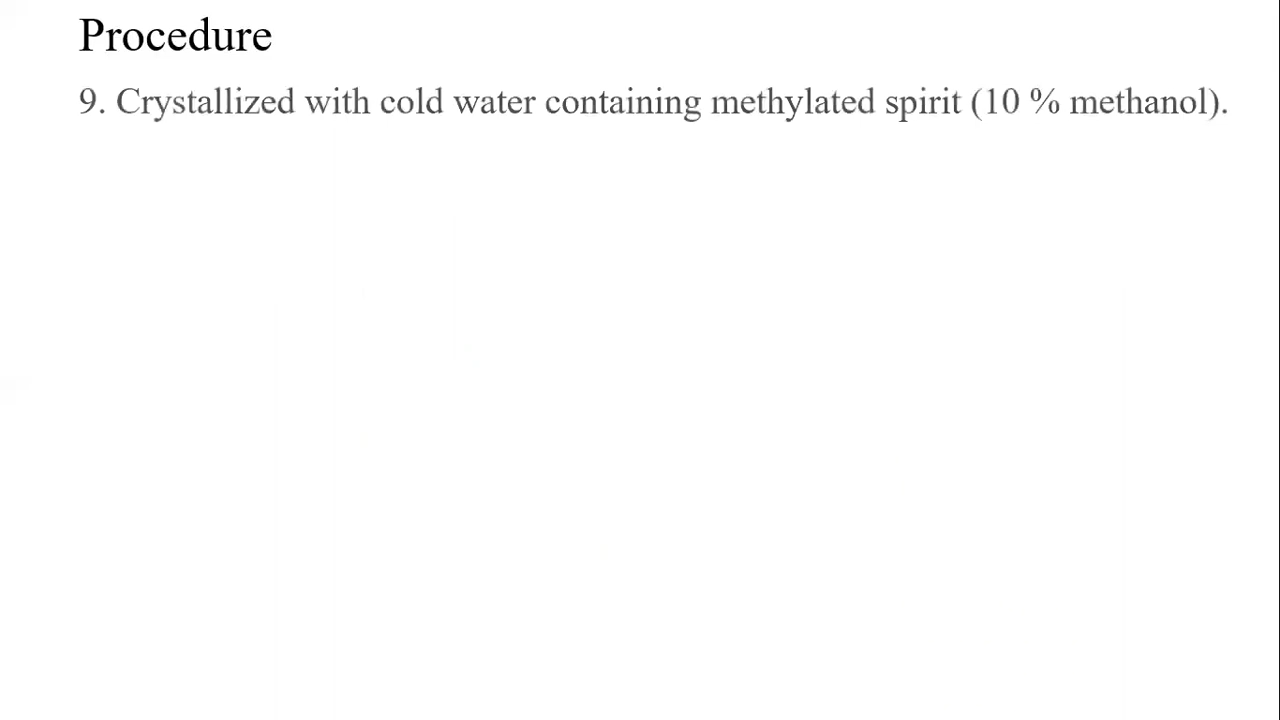 Procedure
9. Crystallized with cold water containing methylated spirit (10 % methanol).